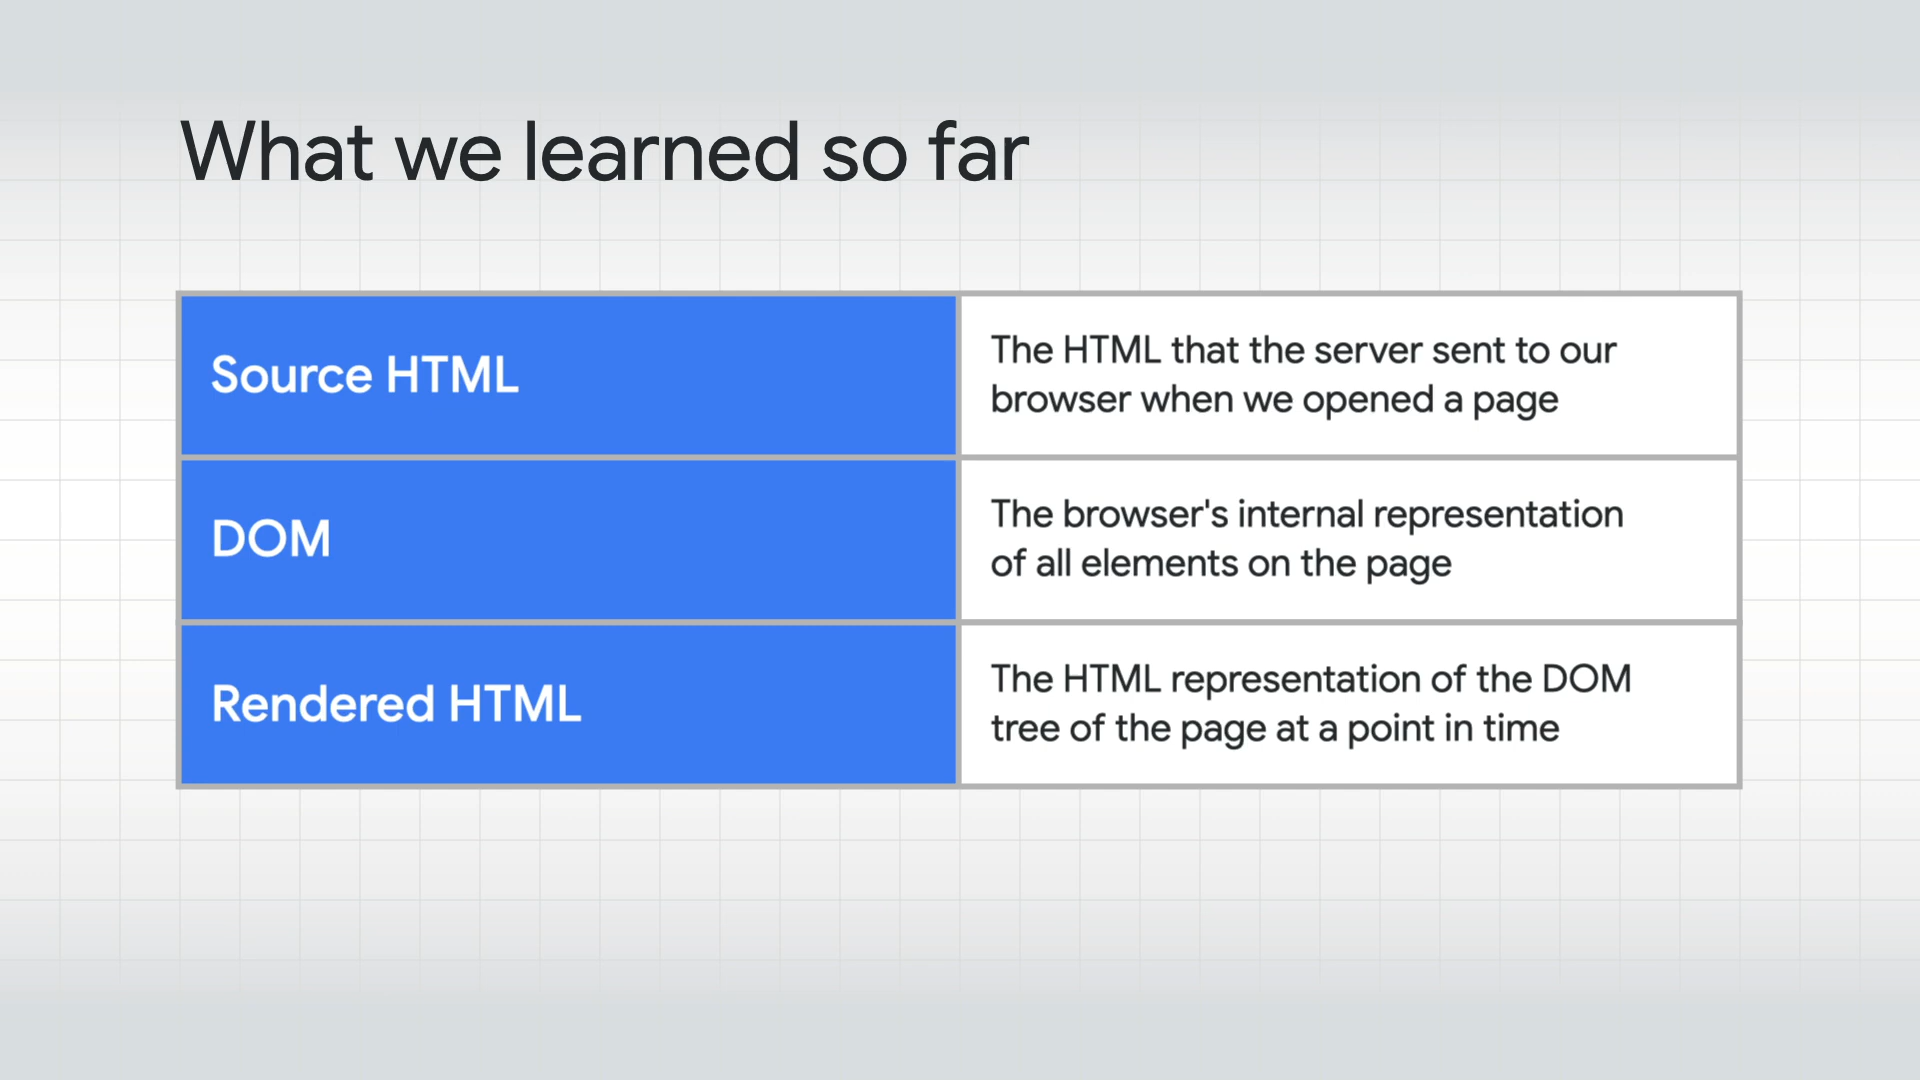 What we learned so far
Source HTML
The HTML that the server sent to our
browser when we opened a page
DOM
The browser's internal representation
of all elements on the page
Rendered HTML
The HTML representation of the DOM
tree of the page at a point in time